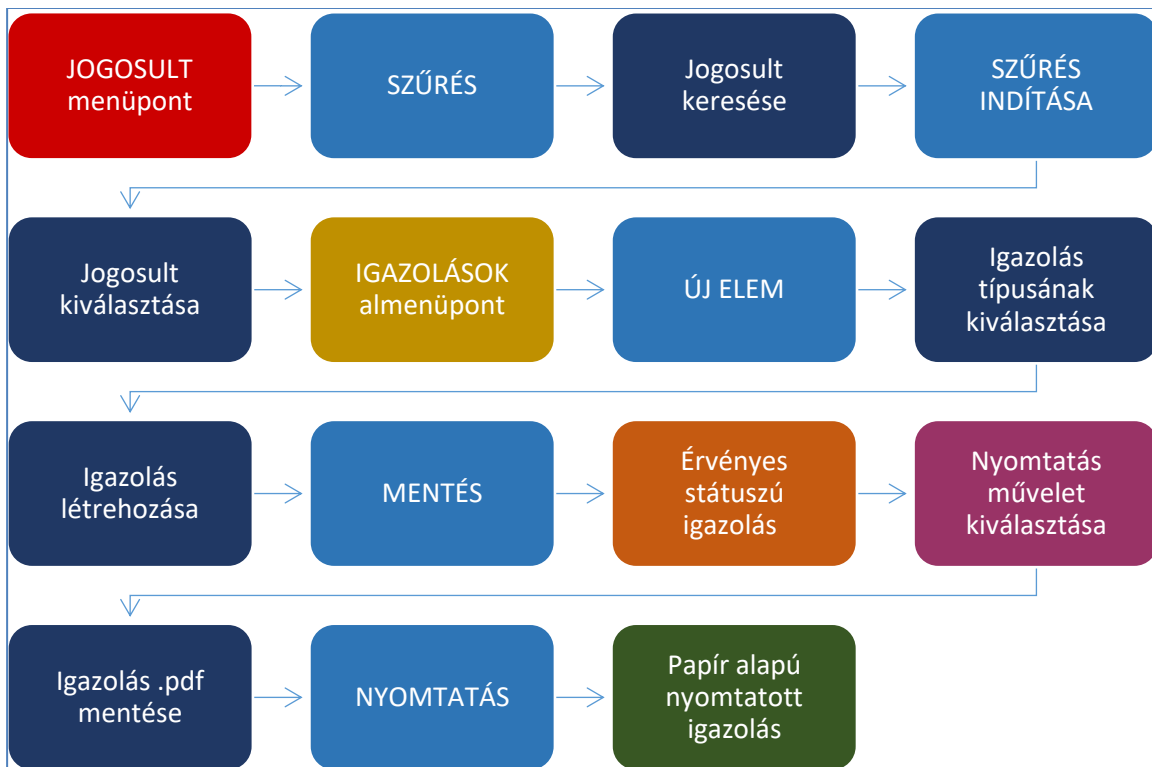 JOGOSULT
menüpont
SZŰRÉS
Jogosult
keresése
SZŰRÉS
INDÍTÁSA
Jogosult
kiválasztása
IGAZOLÁSOK
almenüpont
ÚJ ELEM
Igazolás
típusának
kiválasztása
Igazolás
létrehozása
MENTÉS
Érvényes
státuszú
igazolás
Nyomtatás
művelet
kiválasztása
Igazolás .pdf
mentése
NYOMTATÁS
Papír alapú
nyomtatott
igazolás